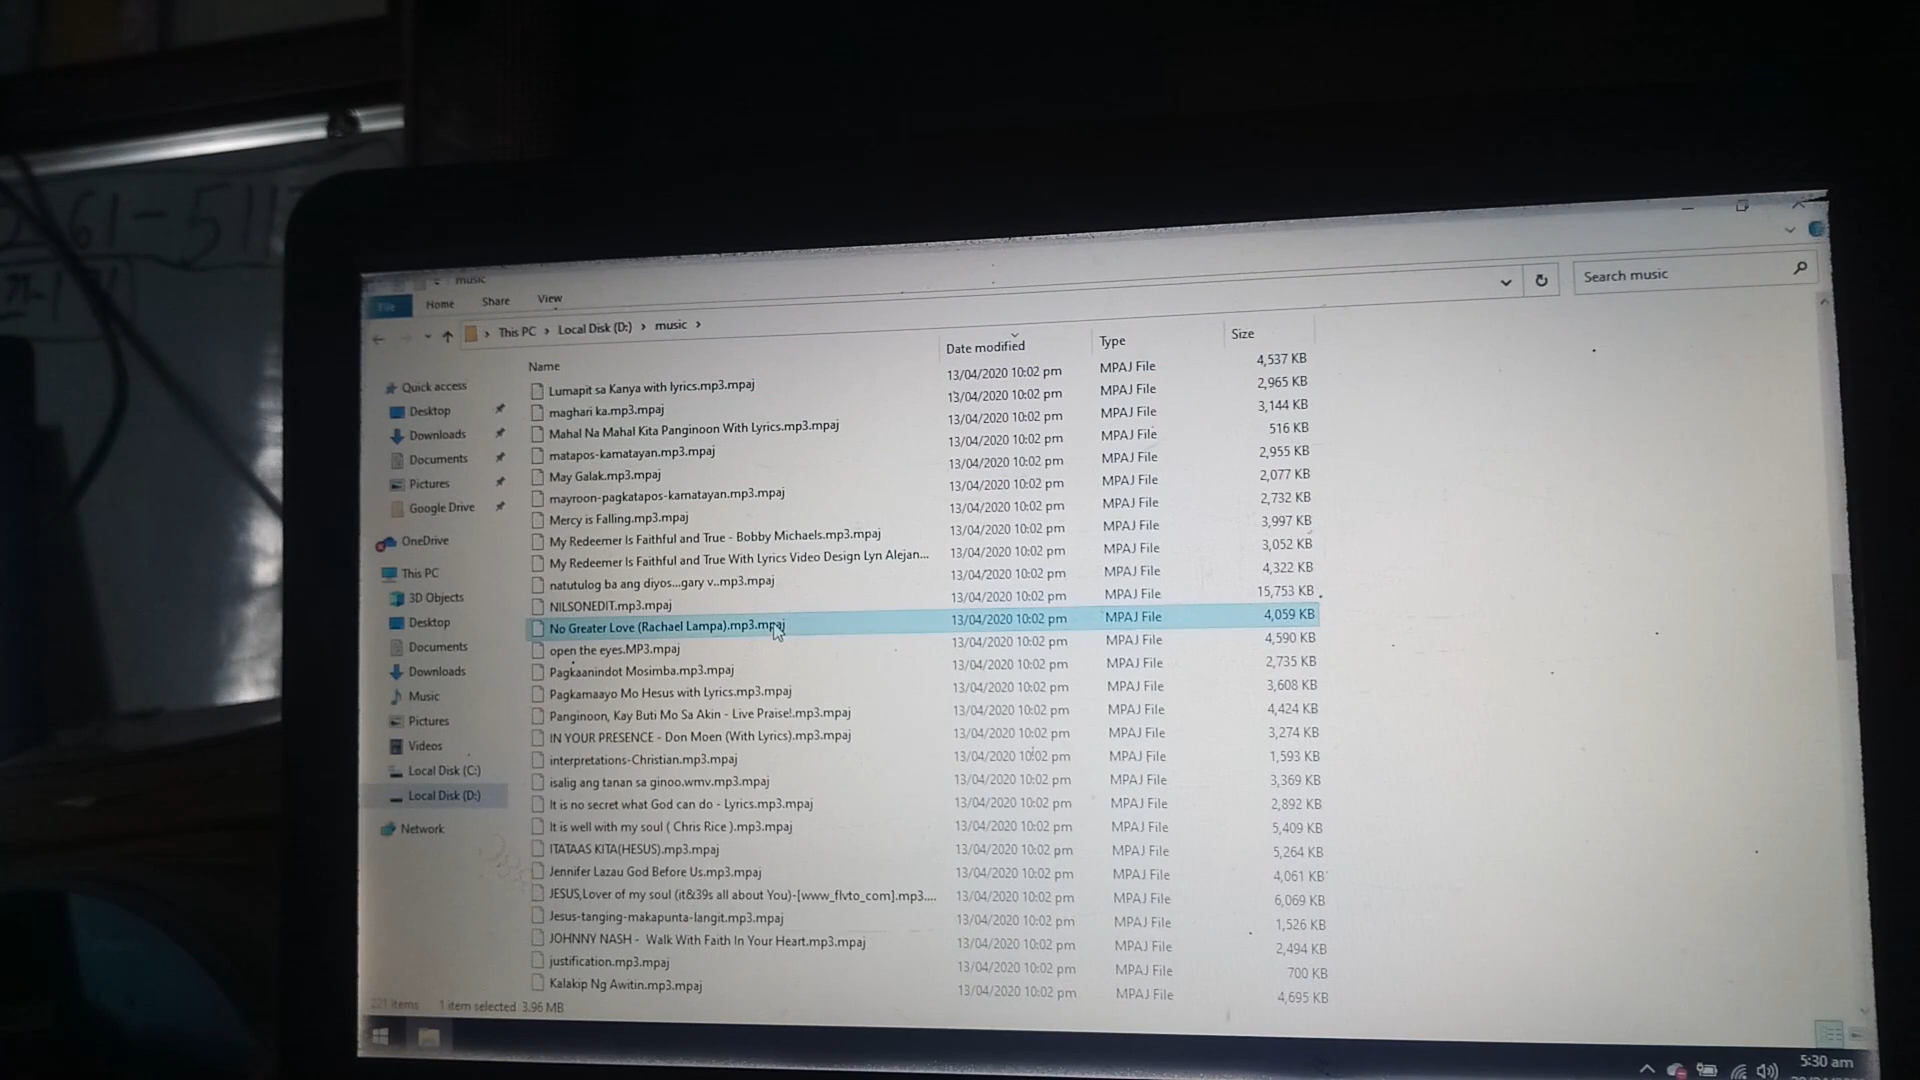 61-511
music
File Home Share View
This PC > Local Disk (D:) > music >
Search music
Name Date modified Type Size
Quick access
Desktop
Downloads
Documents
Pictures
Google Drive
OneDrive
This PC
3D Objects
Desktop
Documents
Downloads
Music
Pictures
Videos
Local Disk (C:)
Local Disk (D:)
Network
Lumapit sa Kanya with lyrics.mp3.mpaj 13/04/2020 10:02 pm MPAJ File 4,537 KB
maghari ka.mp3.mpaj 13/04/2020 10:02 pm MPAJ File 2,965 KB
Mahal Na Mahal Kita Panginoon With Lyrics.mp3.mpaj 13/04/2020 10:02 pm MPAJ File 3,144 KB
matapos-kamatayan.mp3.mpaj 13/04/2020 10:02 pm MPAJ File 516 KB
May Galak.mp3.mpaj 13/04/2020 10:02 pm MPAJ File 2,955 KB
mayroon-pagkatapos-kamatayan.mp3.mpaj 13/04/2020 10:02 pm MPAJ File 2,077 KB
Mercy is Falling.mp3.mpaj 13/04/2020 10:02 pm MPAJ File 2,732 KB
My Redeemer Is Faithful and True - Bobby Michaels.mp3.mpaj 13/04/2020 10:02 pm MPAJ File 3,997 KB
My Redeemer Is Faithful and True With Lyrics Video Design Lyn Alejan... 13/04/2020 10:02 pm MPAJ File 3,052 KB
natutulog ba ang diyos...gary v..mp3.mpaj 13/04/2020 10:02 pm MPAJ File 4,322 KB
NILSONEDIT.mp3.mpaj 13/04/2020 10:02 pm MPAJ File 15,753 KB
No Greater Love (Rachael Lampa).mp3.mpaj 13/04/2020 10:02 pm MPAJ File 4,059 KB
open the eyes.MP3.mpaj 13/04/2020 10:02 pm MPAJ File 4,590 KB
Pagkaanindot Mosimba.mp3.mpaj 13/04/2020 10:02 pm MPAJ File 2,735 KB
Pagkamaayo Mo Hesus with Lyrics.mp3.mpaj 13/04/2020 10:02 pm MPAJ File 3,608 KB
Panginoon, Kay Buti Mo Sa Akin - Live Praise!.mp3.mpaj 13/04/2020 10:02 pm MPAJ File 4,424 KB
IN YOUR PRESENCE - Don Moen (With Lyrics).mp3.mpaj 13/04/2020 10:02 pm MPAJ File 3,274 KB
interpretations-Christian.mp3.mpaj 13/04/2020 10:02 pm MPAJ File 1,593 KB
isalig ang tanan sa ginoo.wmv.mp3.mpaj 13/04/2020 10:02 pm MPAJ File 3,369 KB
It is no secret what God can do - Lyrics.mp3.mpaj 13/04/2020 10:02 pm MPAJ File 2,892 KB
It is well with my soul ( Chris Rice ).mp3.mpaj 13/04/2020 10:02 pm MPAJ File 5,409 KB
ITATAAS KITA(HESUS).mp3.mpaj 13/04/2020 10:02 pm MPAJ File 5,264 KB
Jennifer Lazau God Before Us.mp3.mpaj 13/04/2020 10:02 pm MPAJ File 4,061 KB
JESUS,Lover of my soul (it&39s all about You)-[www_flvto_com].mp3.... 13/04/2020 10:02 pm MPAJ File 6,069 KB
Jesus-tanging-makapunta-langit.mp3.mpaj 13/04/2020 10:02 pm MPAJ File 1,526 KB
JOHNNY NASH - Walk With Faith In Your Heart.mp3.mpaj 13/04/2020 10:02 pm MPAJ File 2,494 KB
justification.mp3.mpaj 13/04/2020 10:02 pm MPAJ File 700 KB
Kalakip Ng Awitin.mp3.mpaj 13/04/2020 10:02 pm MPAJ File 4,695 KB
221 items 1 item selected 3.96 MB
5:30 am